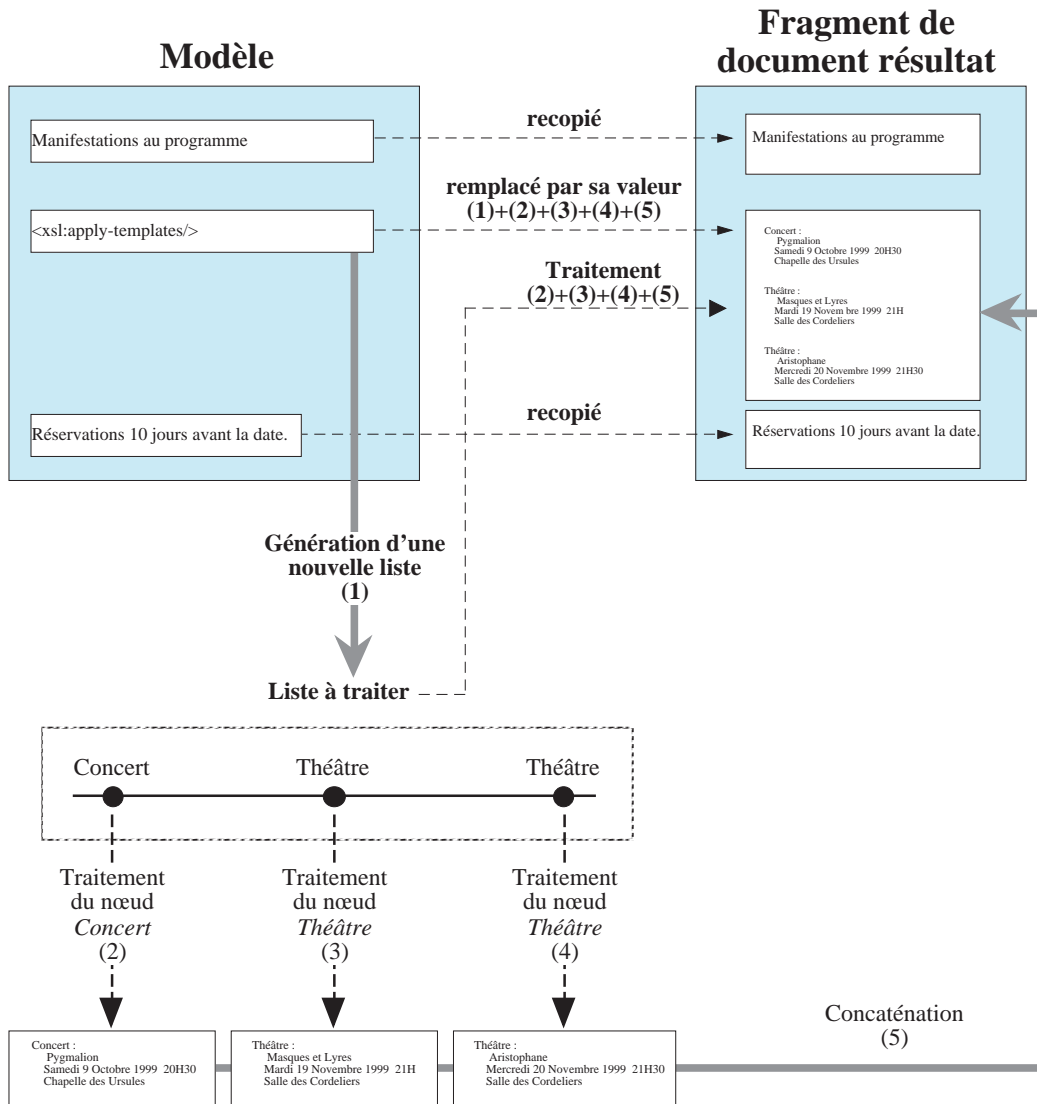 Modèle
Fragment de
document résultat
Manifestations au programme
recopié
Manifestations au programme
remplacé par sa valeur
(1)+(2)+(3)+(4)+(5)
<xsl:apply-templates/>
Concert :
Pygmalion
Samedi 9 Octobre 1999 20H30
Chapelle des Ursules
Théâtre :
Masques et Lyres
Mardi 19 Novem bre 1999 21H
Salle des Cordeliers
Théâtre :
Aristophane
Mercredi 20 Novembre 1999 21H30
Salle des Cordeliers
Traitement
(2)+(3)+(4)+(5)
Réservations 10 jours avant la date.
recopié
Réservations 10 jours avant la date.
Génération d’une
nouvelle liste
(1)
Liste à traiter
Concert
Théâtre
Théâtre
Traitement
du nœud
Concert
(2)
Traitement
du nœud
Théâtre
(3)
Traitement
du nœud
Théâtre
(4)
Concaténation
(5)
Concert :
Pygmalion
Samedi 9 Octobre 1999 20H30
Chapelle des Ursules
Théâtre :
Masques et Lyres
Mardi 19 Novembre 1999 21H
Salle des Cordeliers
Théâtre :
Aristophane
Mercredi 20 Novembre 1999 21H30
Salle des Cordeliers